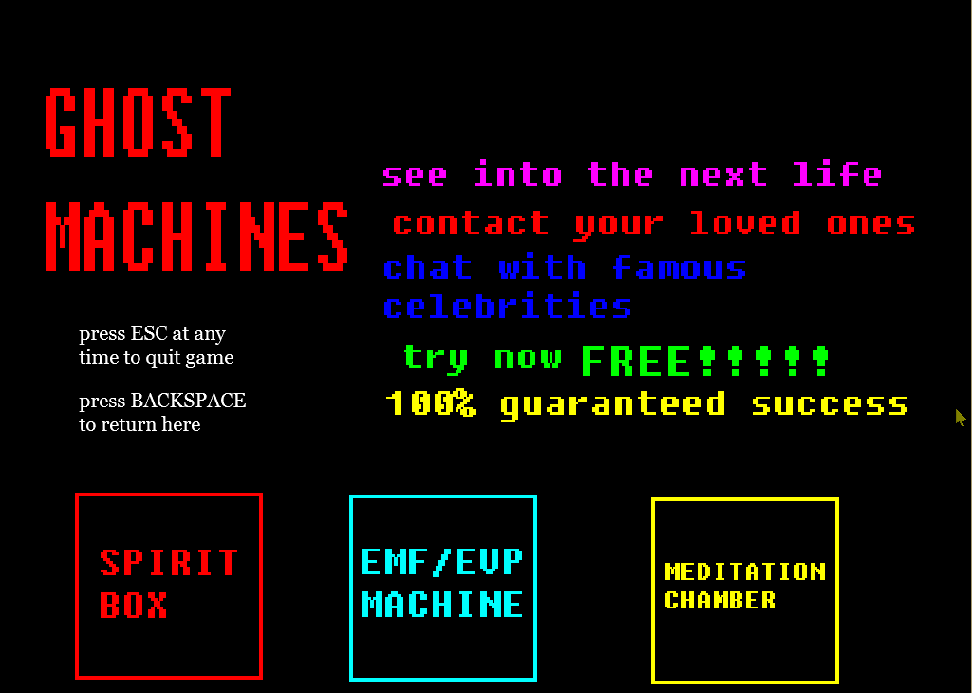 GHOST
MACHINES
see into the next life
contact your loved ones
chat with famous
celebrities
try now FREE!!!!!
100% guaranteed success
press ESC at any
time to quit game
press BACKSPACE
to return here
SPIRIT
BOX
EMF/EVP
MACHINE
MEDITATION
CHAMBER